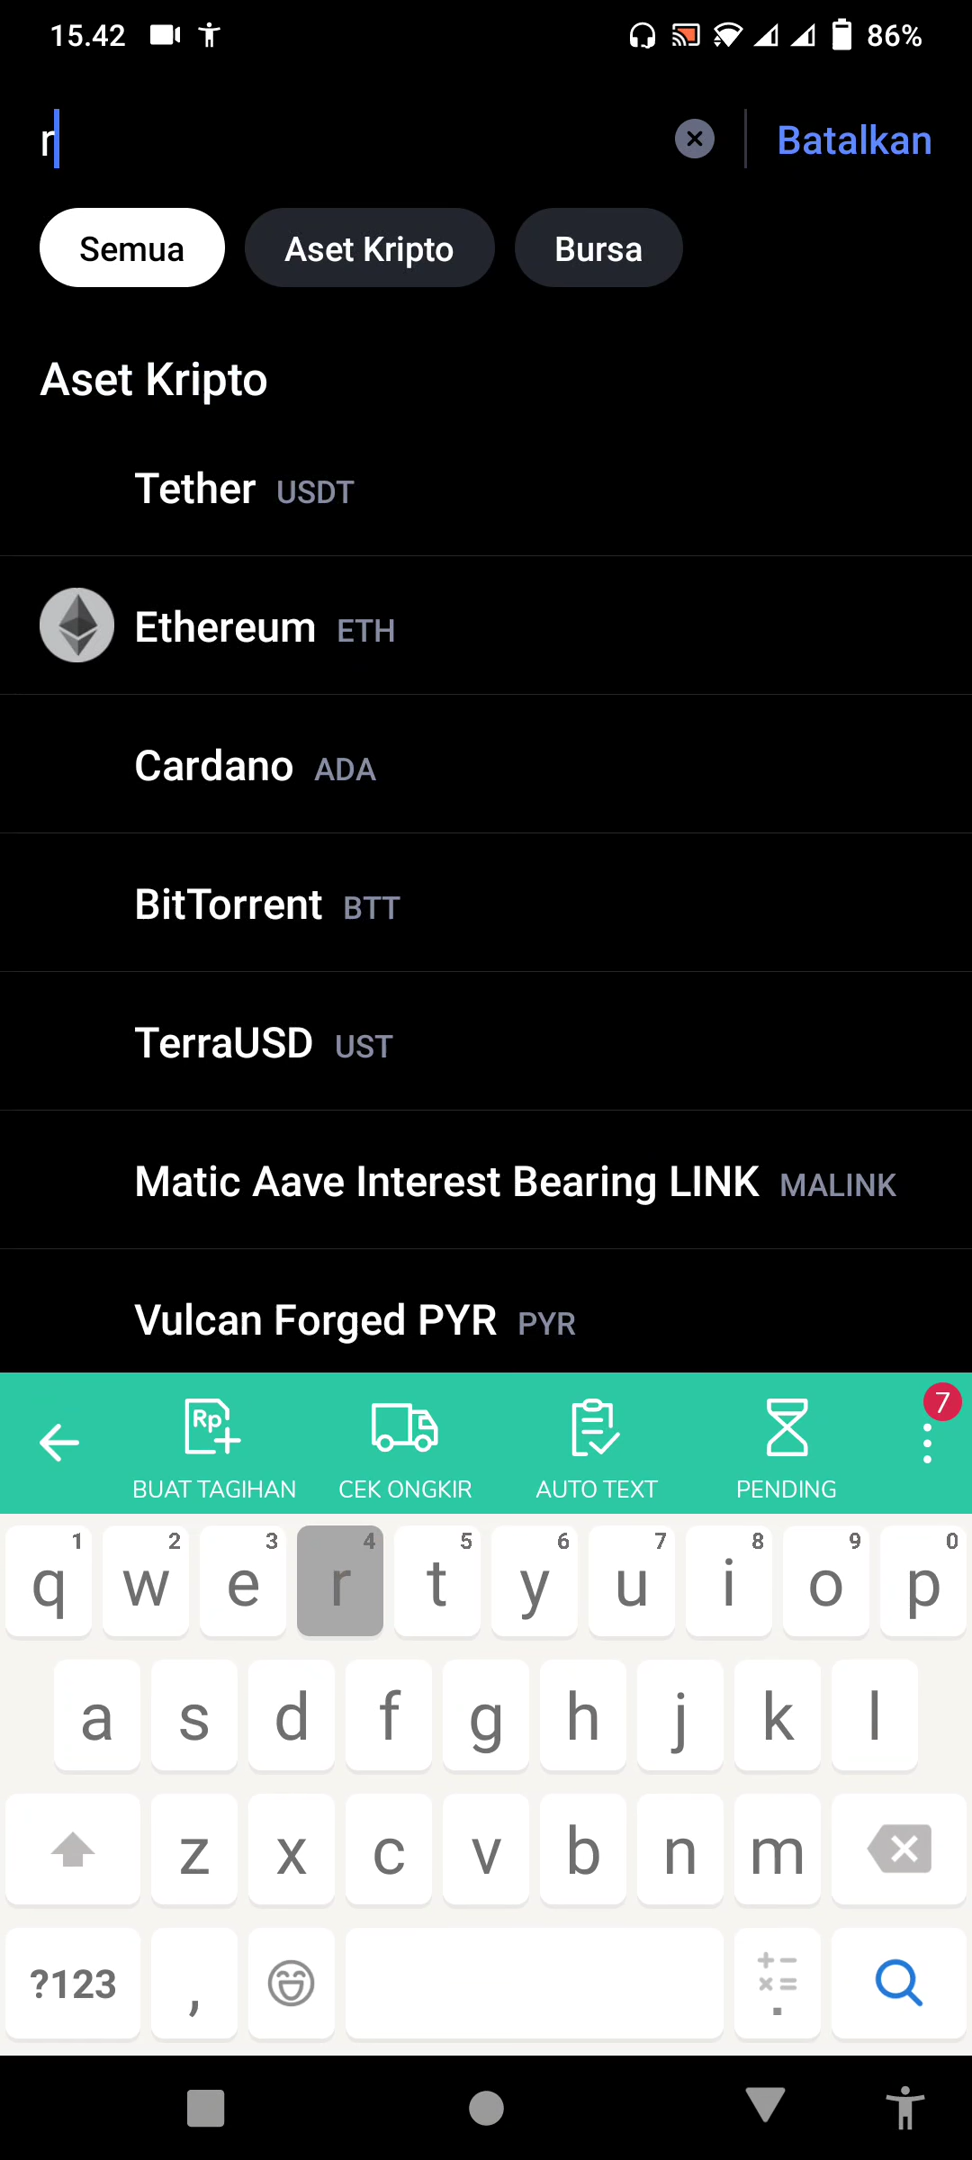 15.42 86%
r Batalkan
Semua Aset Kripto Bursa
Aset Kripto
Tether USDT
Ethereum ETH
Cardano ADA
BitTorrent BTT
TerraUSD UST
Matic Aave Interest Bearing LINK MALINK
Vulcan Forged PYR PYR
Rp 7
BUAT TAGIHAN CEK ONGKIR AUTO TEXT PENDING
1 2 3 4 5 6 7 8 9 0
q w e r t y u i o p
a s d f g h j k l
z x c v b n m
?123 , + − × = .